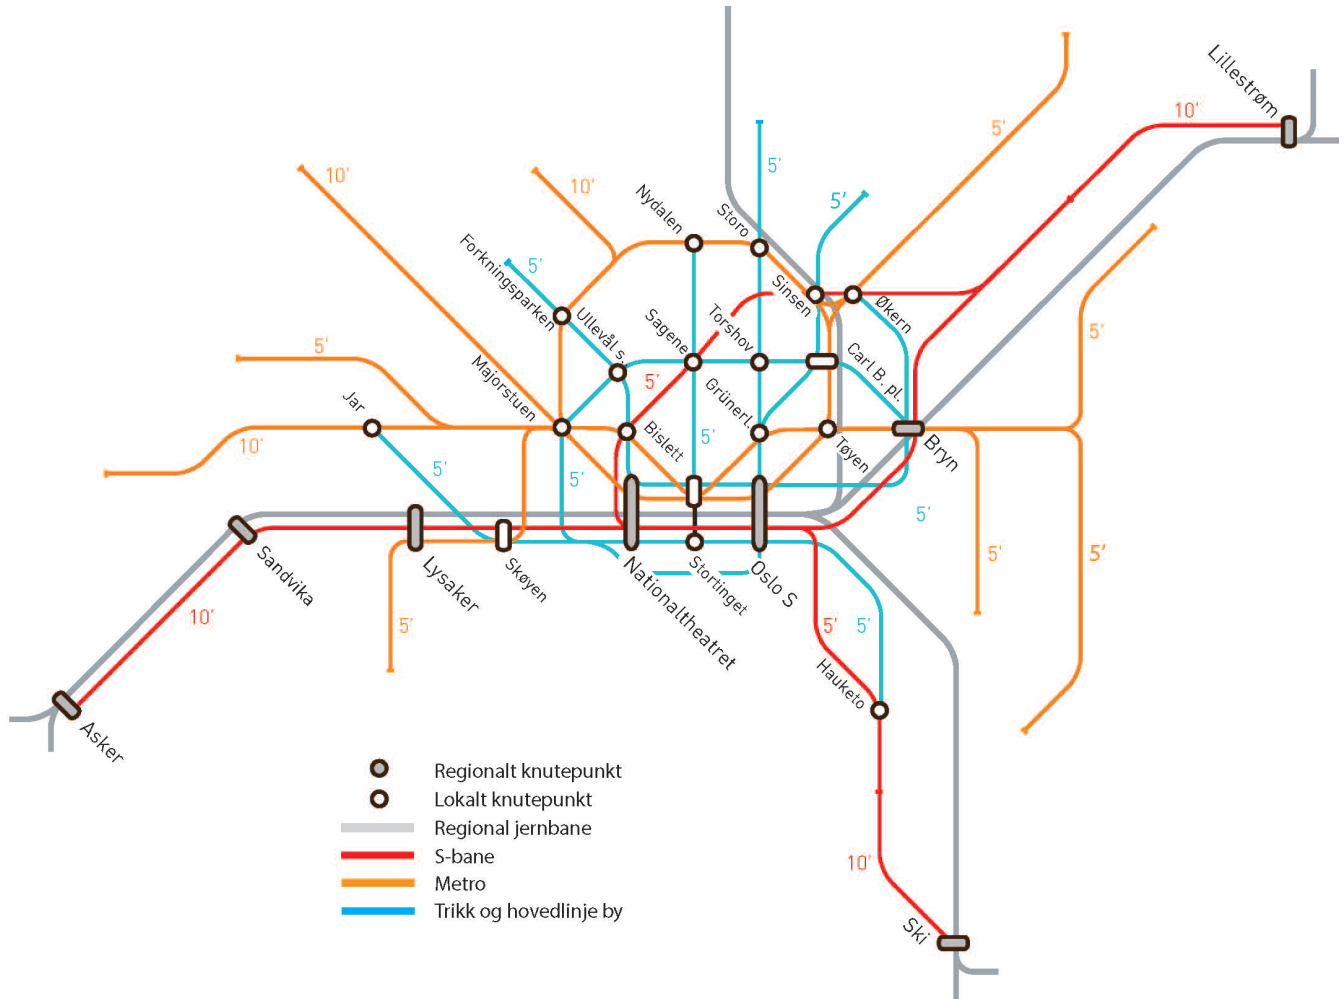 Lillestrøm
10'
5'
5'
5'
10'
10'
Nydalen
Storo
Forkningsparken
5'
Sinsen
Økern
Ullevål s.
Sagene
Torshov
Carl B. pl.
5'
5'
Majorstuen
5'
Grünerl.
Jar
Bislett
Tøyen
Bryn
10'
5'
5'
5'
5'
5'
5'
Sandvika
Lysaker
Skøyen
Nationaltheatret
Stortinget
Oslo S
10'
5'
5'
5'
Hauketo
Asker
10'
Ski
Regionalt knutepunkt
Lokalt knutepunkt
Regional jernbane
S-bane
Metro
Trikk og hovedlinje by